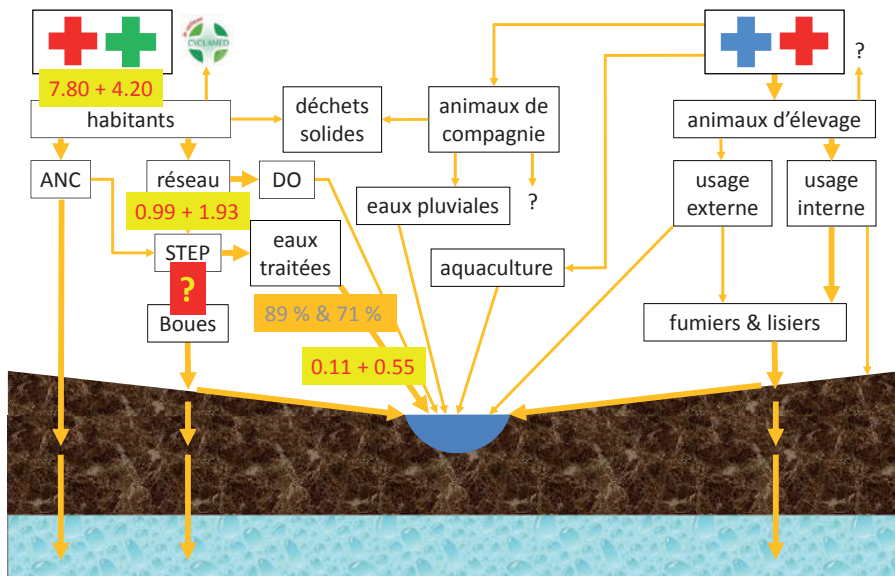 CYCLAMED
?
7.80 + 4.20
habitants
déchets
solides
animaux de
compagnie
animaux d'élevage
ANC
réseau
DO
eaux pluviales
?
usage
externe
usage
interne
0.99 + 1.93
STEP
eaux
traitées
aquaculture
?
Boues
89 % & 71 %
fumiers & lisiers
0.11 + 0.55